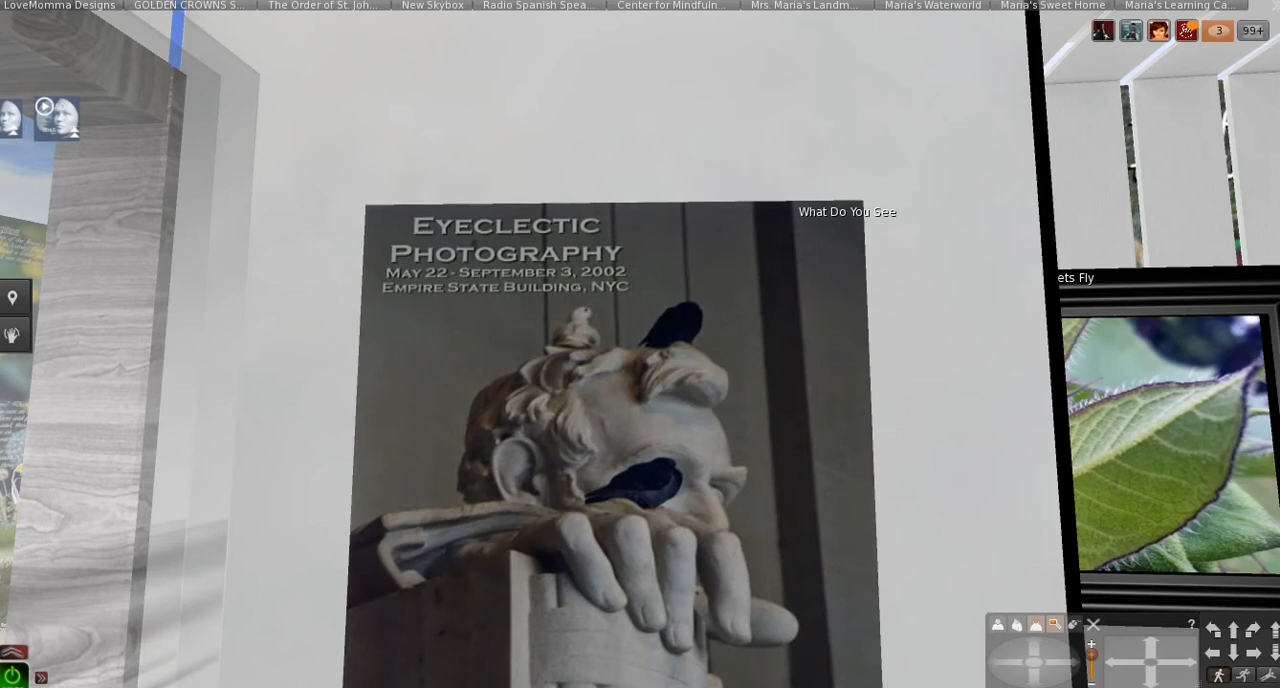 LoveMomma Designs
GOLDEN CROWNS S...
The Order of St. Joh...
New Skybox
Radio Spanish Spea...
Center for Mindfuln...
Mrs. Maria's Landm...
Maria's Waterworld
Maria's Sweet Home
Maria's Learning Ca...
3
99+
What Do You See
EYECLECTIC
PHOTOGRAPHY
MAY 22 - SEPTEMBER 3, 2002
EMPIRE STATE BUILDING, NYC
ets Fly
?